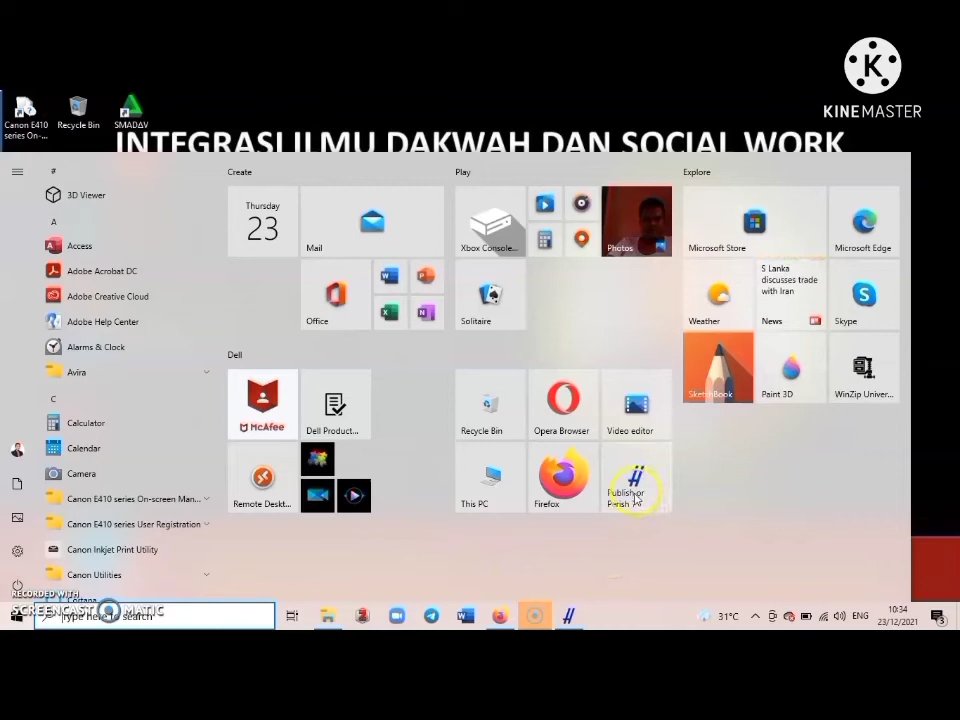 K
KINEMASTER
Canon E410
series On-...
Recycle Bin
SMADΔV
INTEGRASI ILMU DAKWAH DAN SOCIAL WORK
#
3D Viewer
A
Access
Adobe Acrobat DC
Adobe Creative Cloud
Adobe Help Center
Alarms & Clock
Avira
C
Calculator
Calendar
Camera
Canon E410 series On-screen Man...
Canon E410 series User Registration
Canon Inkjet Print Utility
Canon Utilities
Cortana
Create
Thursday
23
Mail
Office
Dell
McAfee
Dell Product...
Remote Deskt...
Play
Xbox Console...
Photos
Solitaire
Recycle Bin
Opera Browser
Video editor
This PC
Firefox
Publish or
Perish 7
Explore
Microsoft Store
Microsoft Edge
Weather
S Lanka
discusses trade
with Iran
News
Skype
SketchBook
Paint 3D
WinZip Univer...
RECORDED WITH
SCREENCAST MATIC
Type here to search
31°C
ENG
10:34
23/12/2021
3